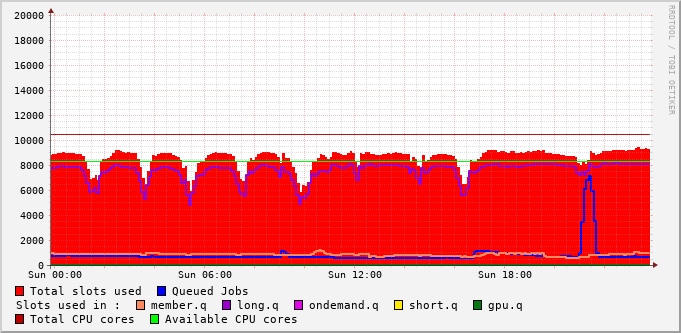 RRDTOOL / TOBI OETIKER
20000
18000
16000
14000
12000
10000
8000
6000
4000
2000
0
Sun 00:00 Sun 06:00 Sun 12:00 Sun 18:00
Total slots used Queued Jobs
Slots used in : member.q long.q ondemand.q short.q gpu.q
Total CPU cores Available CPU cores